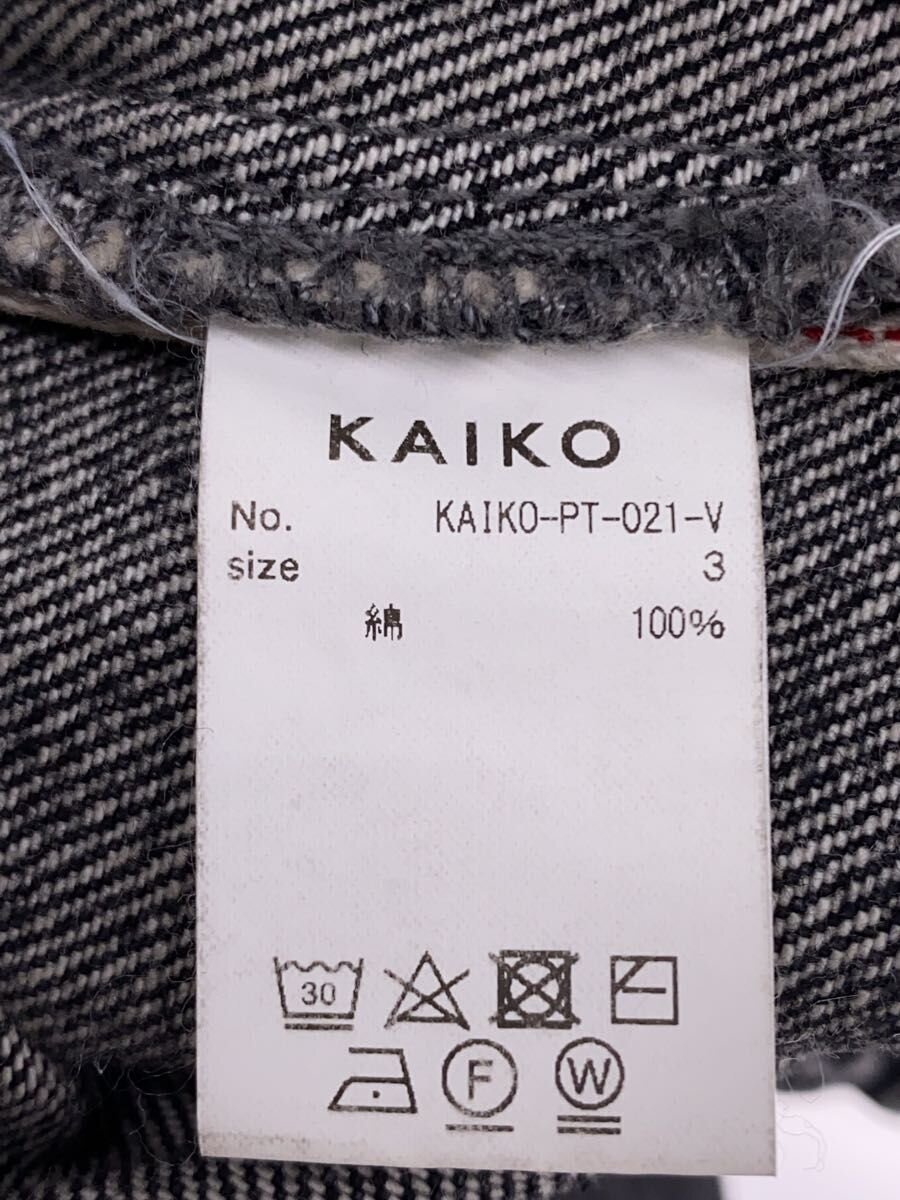 KAIKO
No. KAIKO-PT-021-V
size 3
綿 100%
30
F W